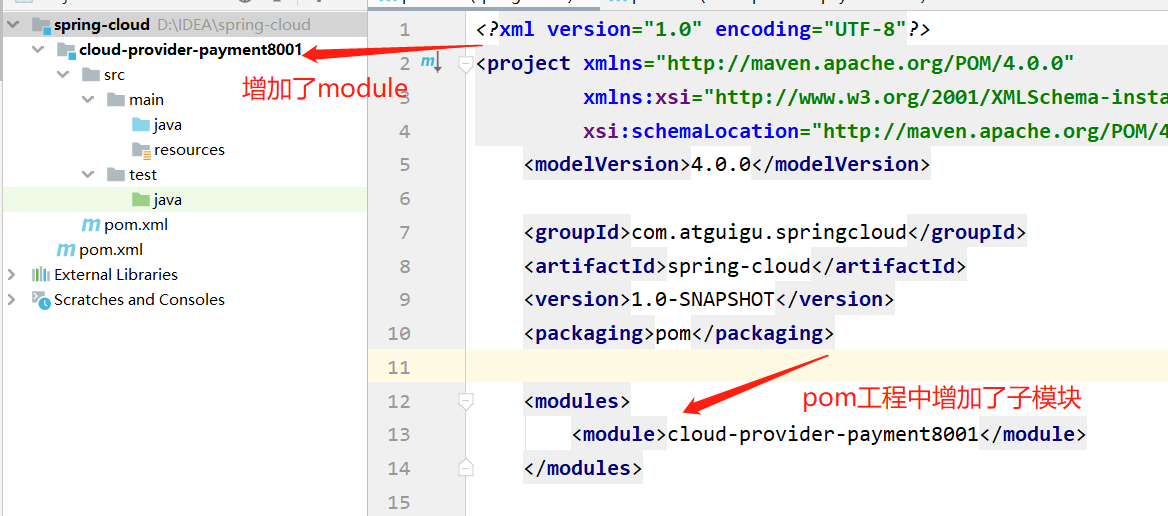 spring-cloud D:\IDEA\spring-cloud
cloud-provider-payment8001
src
main
java
resources
test
java
pom.xml
pom.xml
External Libraries
Scratches and Consoles
增加了module
1 <?xml version="1.0" encoding="UTF-8"?>
2 <project xmlns="http://maven.apache.org/POM/4.0.0"
3 xmlns:xsi="http://www.w3.org/2001/XMLSchema-insta
4 xsi:schemaLocation="http://maven.apache.org/POM/4
5 <modelVersion>4.0.0</modelVersion>
6
7 <groupId>com.atguigu.springcloud</groupId>
8 <artifactId>spring-cloud</artifactId>
9 <version>1.0-SNAPSHOT</version>
10 <packaging>pom</packaging>
11
12 <modules>
13 <module>cloud-provider-payment8001</module>
14 </modules>
15
pom工程中增加了子模块